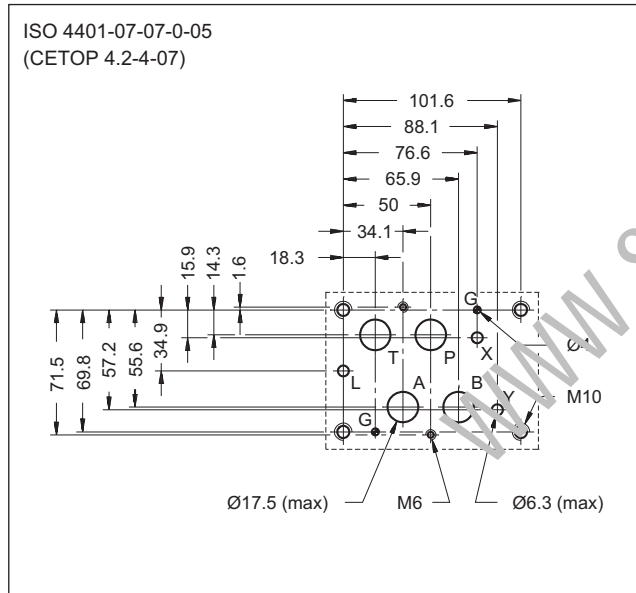 ISO 4401-07-07-0-05
(CETOP 4.2-4-07)
101.6
88.1
76.6
65.9
50
34.1
18.3
15.9
14.3
1.6
71.5
69.8
57.2
55.6
34.9
G
T
P
X
L
A
B
Y
G
M10
Ø17.5 (max)
M6
Ø6.3 (max)
WWW.